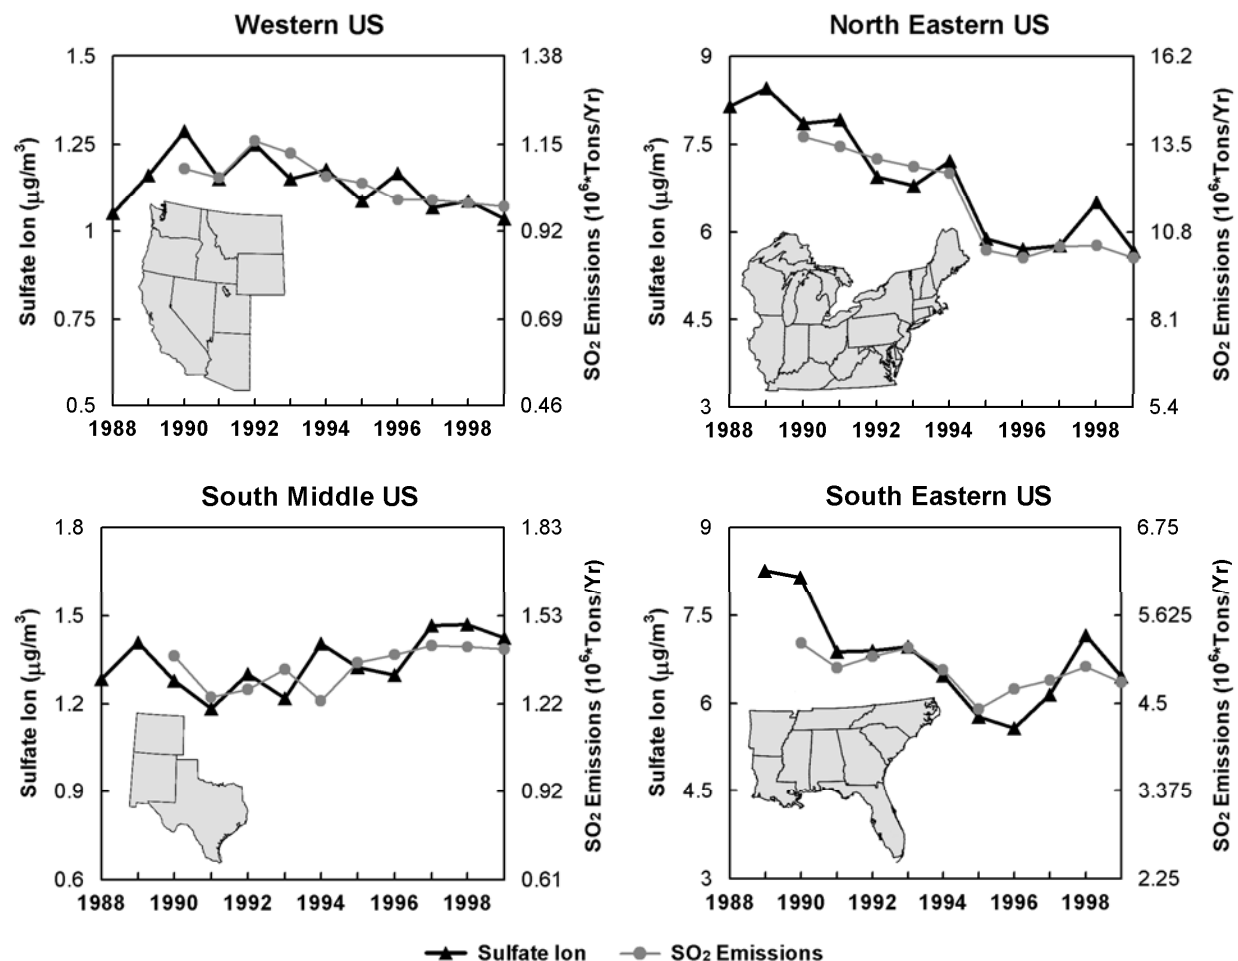 Western US
1.5
1.25
1
0.75
0.5
Sulfate Ion (μg/m³)
1.38
1.15
0.92
0.69
0.46
SO₂ Emissions (10⁶*Tons/Yr)
1988 1990 1992 1994 1996 1998
North Eastern US
9
7.5
6
4.5
3
Sulfate Ion (μg/m³)
16.2
13.5
10.8
8.1
5.4
SO₂ Emissions (10⁶*Tons/Yr)
1988 1990 1992 1994 1996 1998
South Middle US
1.8
1.5
1.2
0.9
0.6
Sulfate Ion (μg/m³)
1.83
1.53
1.22
0.92
0.61
SO₂ Emissions (10⁶*Tons/Yr)
1988 1990 1992 1994 1996 1998
South Eastern US
9
7.5
6
4.5
3
Sulfate Ion (μg/m³)
6.75
5.625
4.5
3.375
2.25
SO₂ Emissions (10⁶*Tons/Yr)
1988 1990 1992 1994 1996 1998
Sulfate Ion SO₂ Emissions